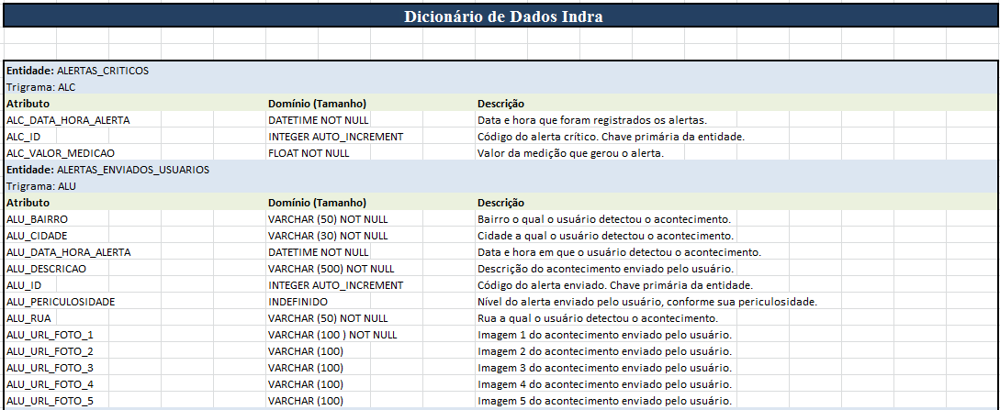 Dicionário de Dados Indra
Entidade: ALERTAS_CRITICOS
Trigrama: ALC
Atributo Domínio (Tamanho) Descrição
ALC_DATA_HORA_ALERTA DATETIME NOT NULL Data e hora que foram registrados os alertas.
ALC_ID INTEGER AUTO_INCREMENT Código do alerta crítico. Chave primária da entidade.
ALC_VALOR_MEDICAO FLOAT NOT NULL Valor da medição que gerou o alerta.
Entidade: ALERTAS_ENVIADOS_USUARIOS
Trigrama: ALU
Atributo Domínio (Tamanho) Descrição
ALU_BAIRRO VARCHAR (50) NOT NULL Bairro o qual o usuário detectou o acontecimento.
ALU_CIDADE VARCHAR (30) NOT NULL Cidade a qual o usuário detectou o acontecimento.
ALU_DATA_HORA_ALERTA DATETIME NOT NULL Data e hora em que o usuário detectou o acontecimento.
ALU_DESCRICAO VARCHAR (500) NOT NULL Descrição do acontecimento enviado pelo usuário.
ALU_ID INTEGER AUTO_INCREMENT Código do alerta enviado. Chave primária da entidade.
ALU_PERICULOSIDADE INDEFINIDO Nível do alerta enviado pelo usuário, conforme sua periculosidade.
ALU_RUA VARCHAR (50) NOT NULL Rua a qual o usuário detectou o acontecimento.
ALU_URL_FOTO_1 VARCHAR (100 ) NOT NULL Imagem 1 do acontecimento enviado pelo usuário.
ALU_URL_FOTO_2 VARCHAR (100) Imagem 2 do acontecimento enviado pelo usuário.
ALU_URL_FOTO_3 VARCHAR (100) Imagem 3 do acontecimento enviado pelo usuário.
ALU_URL_FOTO_4 VARCHAR (100) Imagem 4 do acontecimento enviado pelo usuário.
ALU_URL_FOTO_5 VARCHAR (100) Imagem 5 do acontecimento enviado pelo usuário.